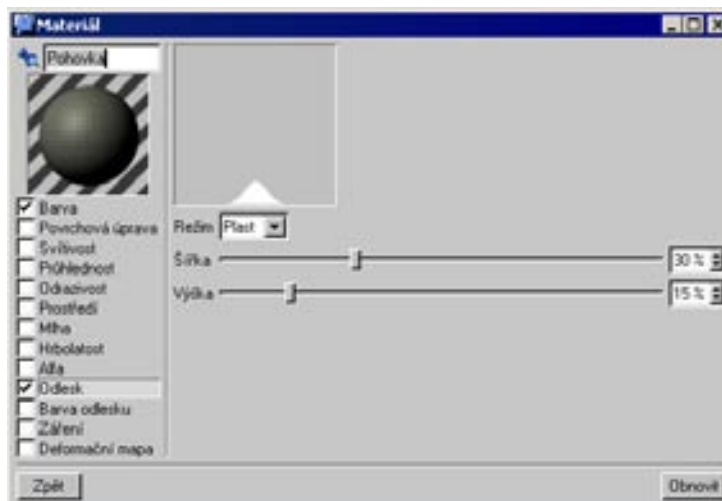 Materiál
Pohovka
Barva
Povrchová úprava
Svítivost
Průhlednost
Odrazivost
Prostředí
Mlha
Hrbolatost
Alfa
Odlesk
Barva odlesku
Záření
Deformační mapa
Režim Plast
Šířka 30 %
Výška 15 %
Zpět
Obnovit